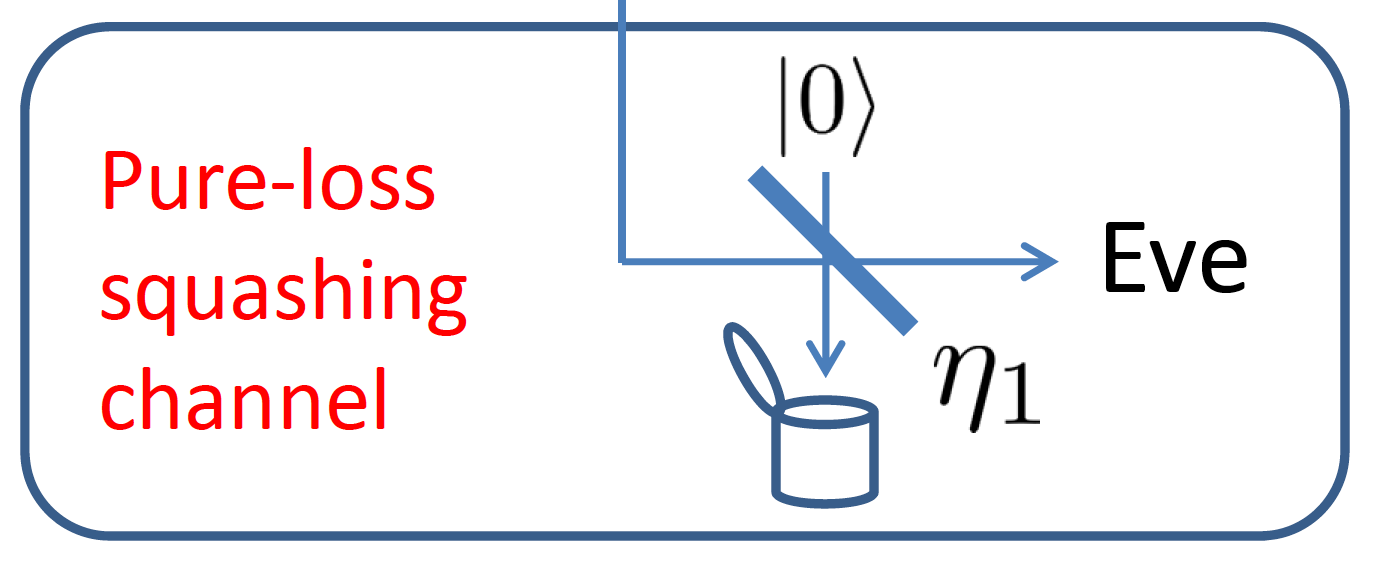 |0⟩
Pure-loss
squashing
channel
Eve
η₁